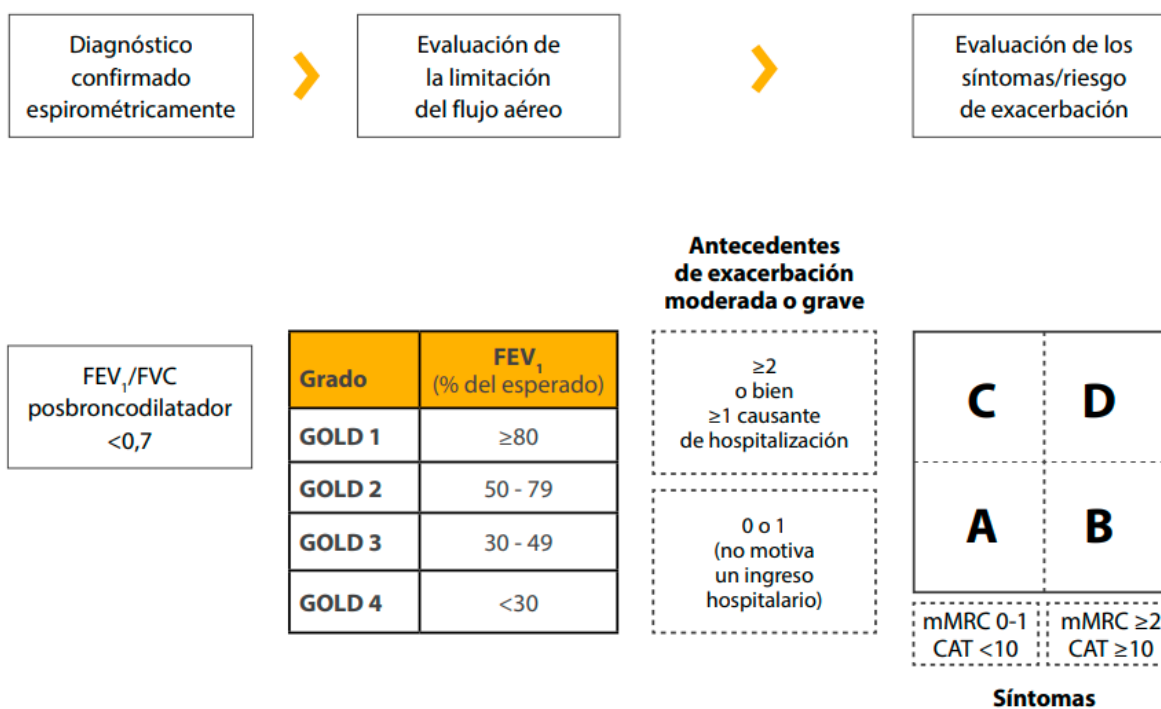 Diagnóstico
confirmado
espirométricamente
Evaluación de
la limitación
del flujo aéreo
Evaluación de los
síntomas/riesgo
de exacerbación
Antecedentes
de exacerbación
moderada o grave
FEV₁/FVC
posbroncodilatador
<0,7
Grado
FEV₁
(% del esperado)
GOLD 1 ≥80
GOLD 2 50 - 79
GOLD 3 30 - 49
GOLD 4 <30
≥2
o bien
≥1 causante
de hospitalización
0 o 1
(no motiva
un ingreso
hospitalario)
C D
A B
mMRC 0-1
CAT <10
mMRC ≥2
CAT ≥10
Síntomas